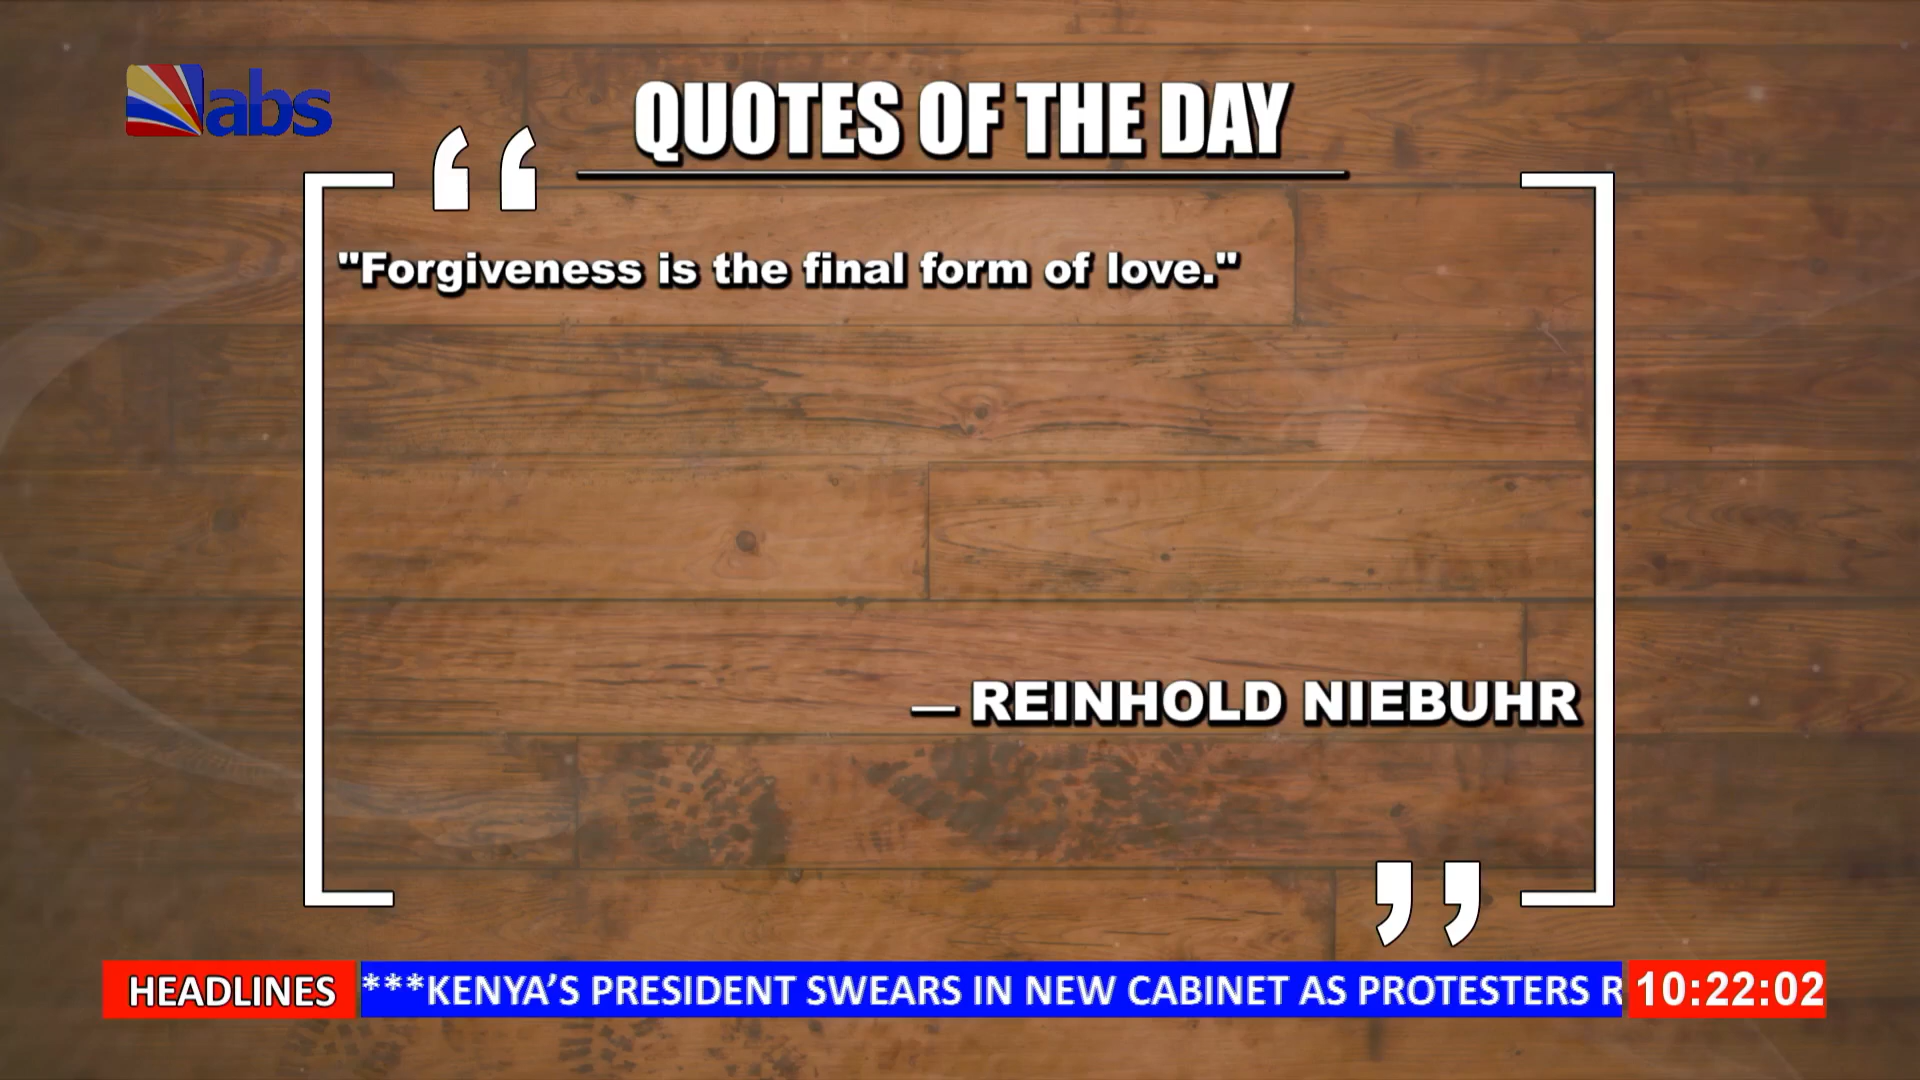 abs
QUOTES OF THE DAY
"Forgiveness is the final form of love."
— REINHOLD NIEBUHR
HEADLINES
***KENYA’S PRESIDENT SWEARS IN NEW CABINET AS PROTESTERS R
10:22:02